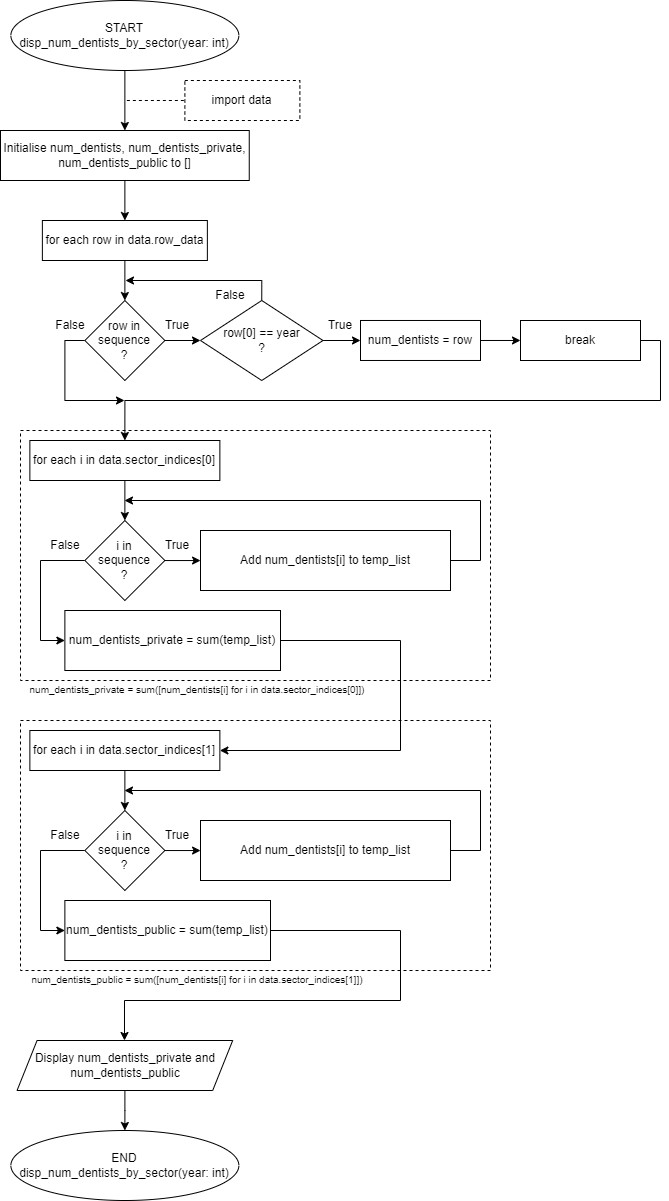 START
disp_num_dentists_by_sector(year: int)
import data
Initialise num_dentists, num_dentists_private,
num_dentists_public to []
for each row in data.row_data
False
row in
sequence
?
True
False
row[0] == year
?
True
num_dentists = row
break
for each i in data.sector_indices[0]
False
i in
sequence
?
True
Add num_dentists[i] to temp_list
num_dentists_private = sum(temp_list)
num_dentists_private = sum([num_dentists[i] for i in data.sector_indices[0]])
for each i in data.sector_indices[1]
False
i in
sequence
?
True
Add num_dentists[i] to temp_list
num_dentists_public = sum(temp_list)
num_dentists_public = sum([num_dentists[i] for i in data.sector_indices[1]])
Display num_dentists_private and
num_dentists_public
END
disp_num_dentists_by_sector(year: int)